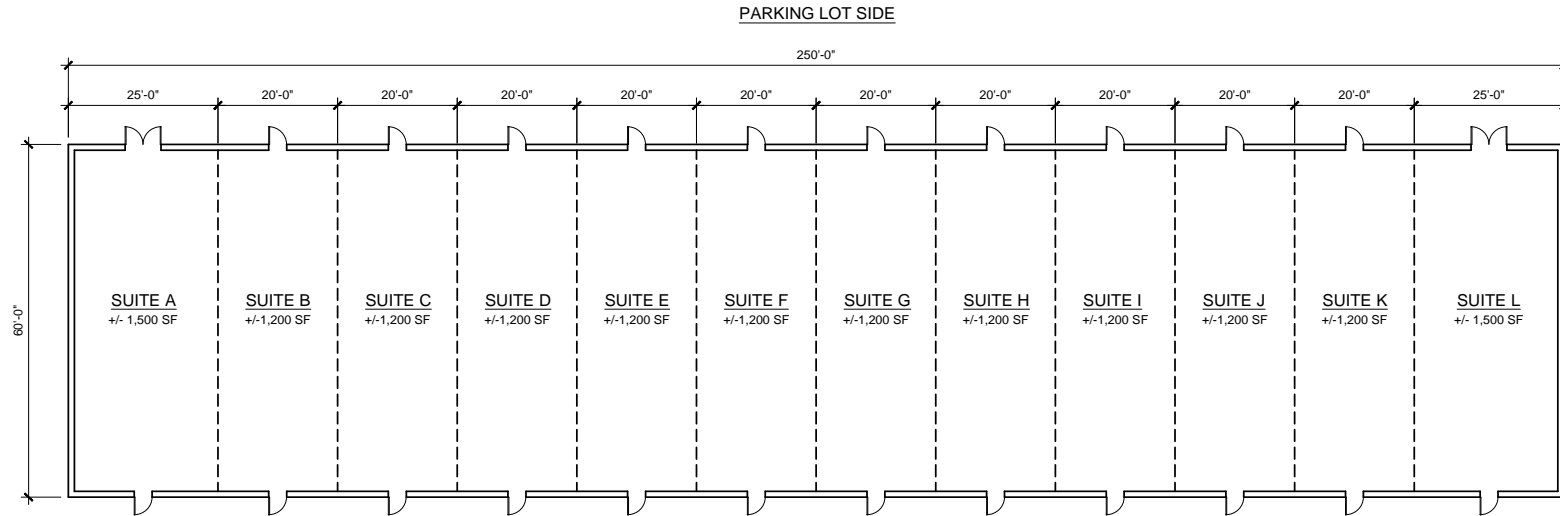 PARKING LOT SIDE
250'-0"
25'-0" 20'-0" 20'-0" 20'-0" 20'-0" 20'-0" 20'-0" 20'-0" 20'-0" 20'-0" 20'-0" 25'-0"
60'-0"
SUITE A SUITE B SUITE C SUITE D SUITE E SUITE F SUITE G SUITE H SUITE I SUITE J SUITE K SUITE L
+/- 1,500 SF +/-1,200 SF +/-1,200 SF +/-1,200 SF +/-1,200 SF +/-1,200 SF +/-1,200 SF +/-1,200 SF +/-1,200 SF +/-1,200 SF +/-1,200 SF +/- 1,500 SF